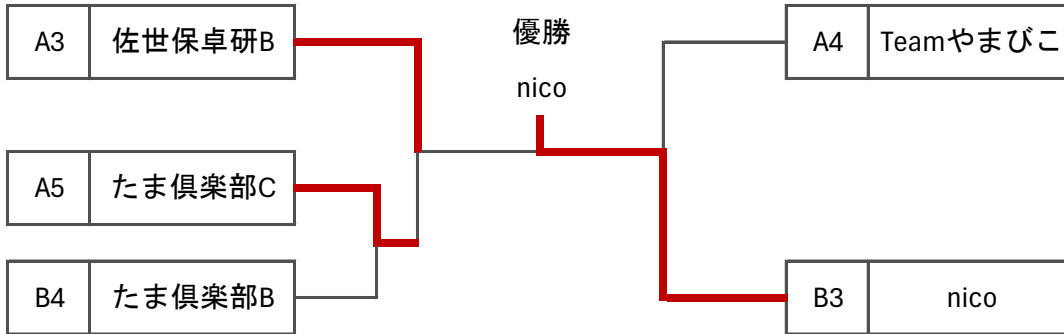 A3 佐世保卓研B
優勝
nico
A4 Teamやまびこ
A5 たま倶楽部C
B4 たま倶楽部B
B3 nico